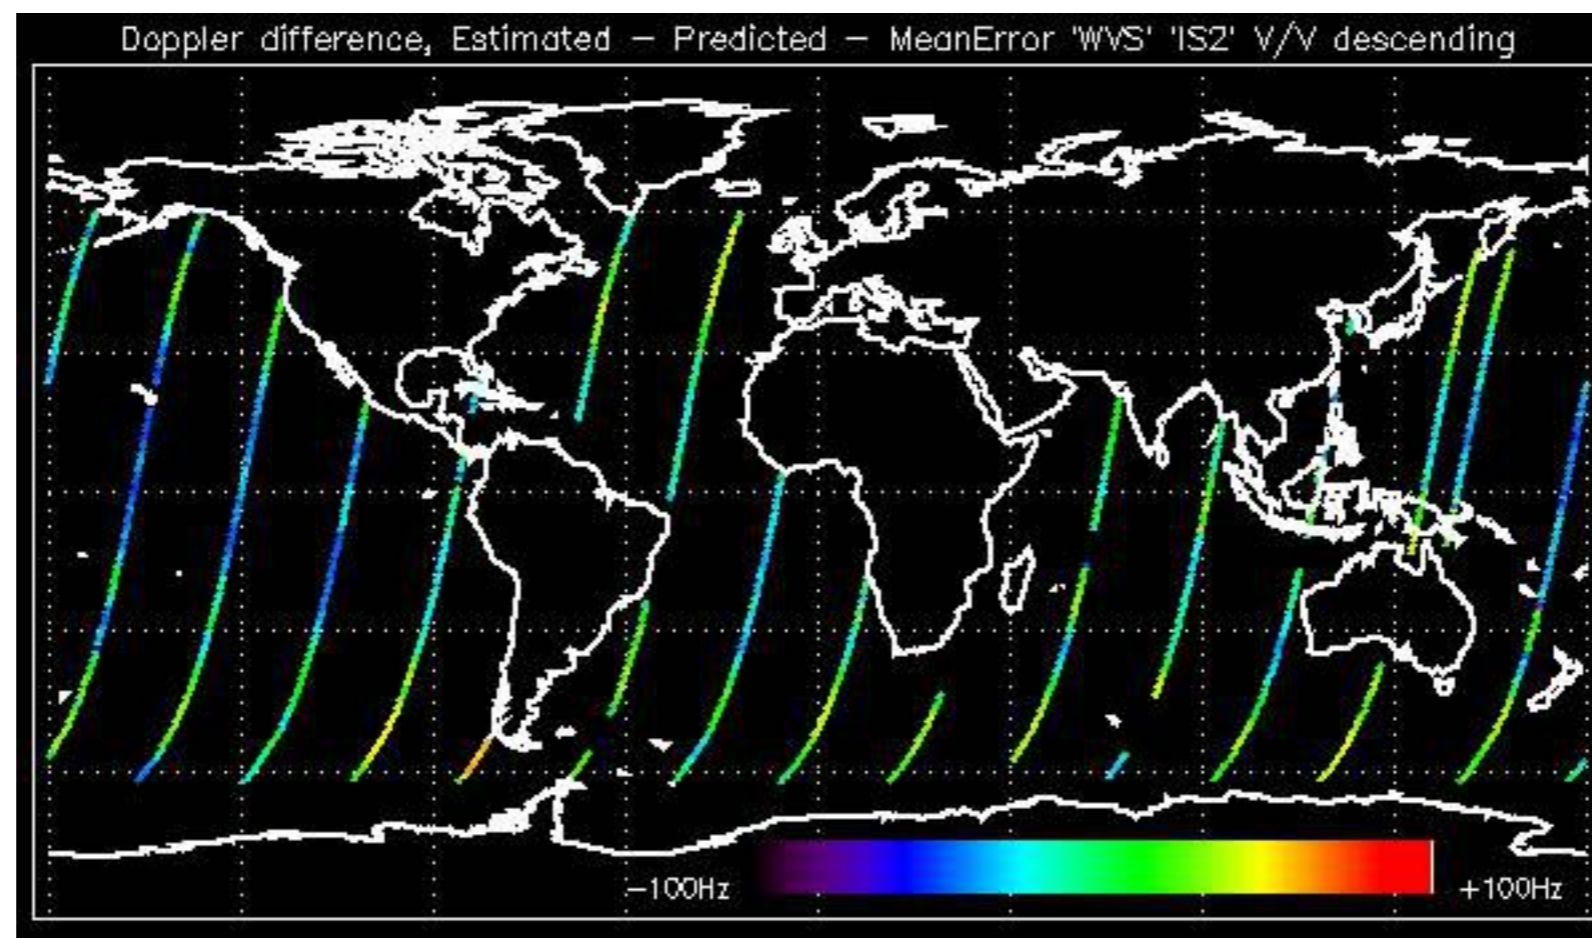 Doppler difference, Estimated – Predicted – MeanError 'WVS' 'IS2' V/V descending
−100Hz +100Hz